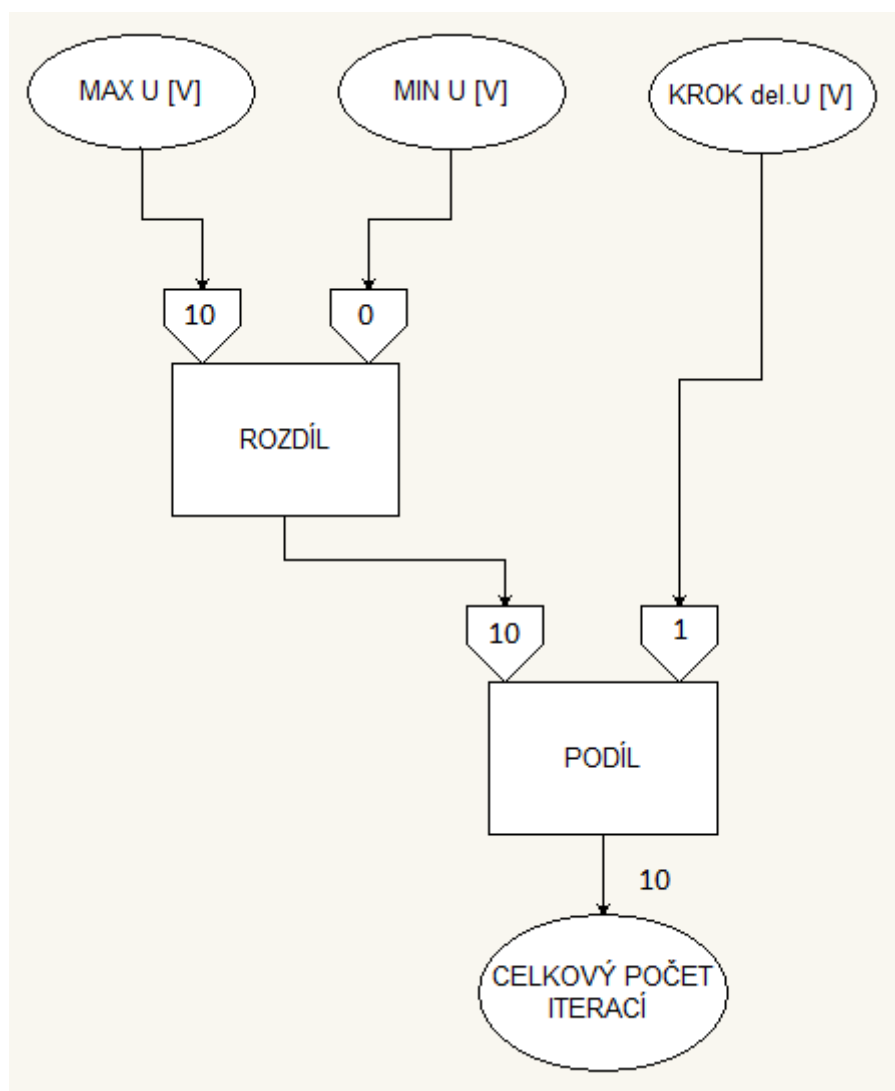 MAX U [V]
MIN U [V]
KROK del.U [V]
10
0
ROZDÍL
10
1
PODÍL
10
CELKOVÝ POČET
ITERACÍ